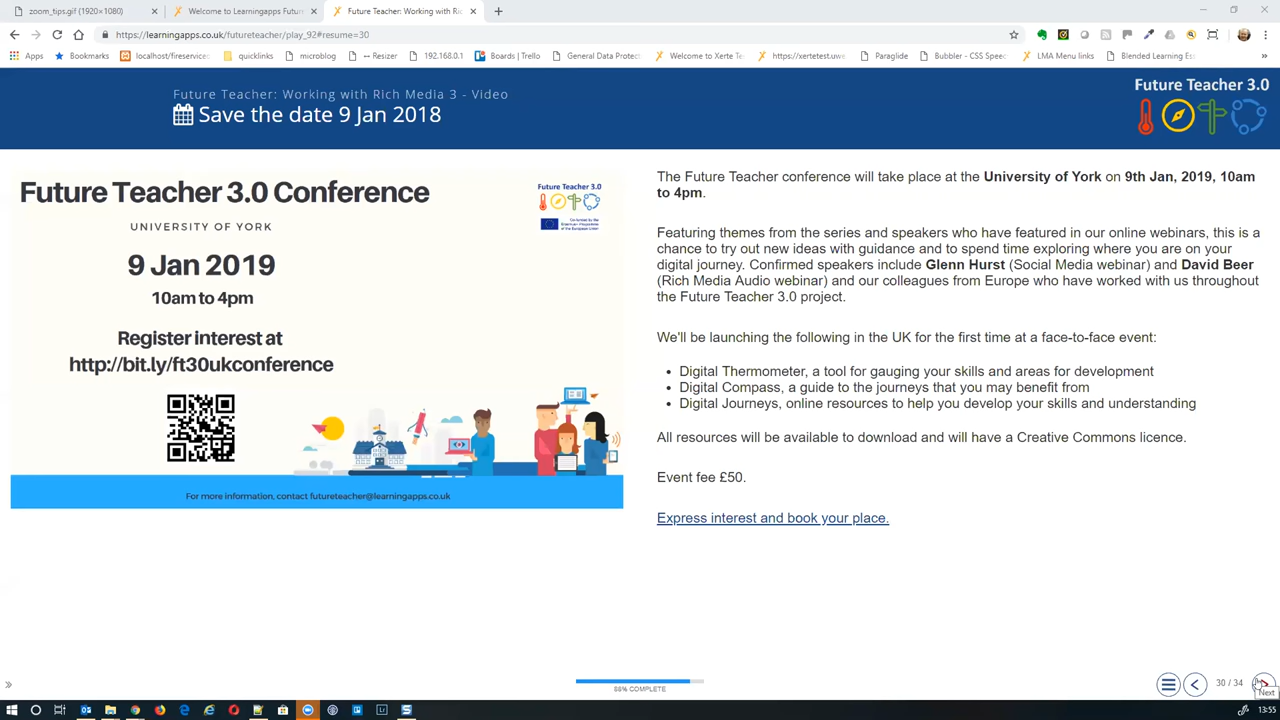 zoom_tips.gif (1920×1080)
Welcome to Learningapps Future
Future Teacher: Working with Ric
https://learningapps.co.uk/futureteacher/play_92#resume=30
Apps
Bookmarks
localhost/fireservices
quicklinks
microblog
↔ Resizer
192.168.0.1
Boards | Trello
General Data Protect
Welcome to Xerte Te
https://xertetest.uwe
Paraglide
Bubbler - CSS Speec
LMA Menu links
Blended Learning Ess
Future Teacher: Working with Rich Media 3 - Video
Save the date 9 Jan 2018
Future Teacher 3.0
Future Teacher 3.0 Conference
UNIVERSITY OF YORK
9 Jan 2019
10am to 4pm
Register interest at
http://bit.ly/ft30ukconference
Future Teacher 3.0
For more information, contact futureteacher@learningapps.co.uk
The Future Teacher conference will take place at the University of York on 9th Jan, 2019, 10am
to 4pm.
Featuring themes from the series and speakers who have featured in our online webinars, this is a
chance to try out new ideas with guidance and to spend time exploring where you are on your
digital journey. Confirmed speakers include Glenn Hurst (Social Media webinar) and David Beer
(Rich Media Audio webinar) and our colleagues from Europe who have worked with us throughout
the Future Teacher 3.0 project.
We'll be launching the following in the UK for the first time at a face-to-face event:
• Digital Thermometer, a tool for gauging your skills and areas for development
• Digital Compass, a guide to the journeys that you may benefit from
• Digital Journeys, online resources to help you develop your skills and understanding
All resources will be available to download and will have a Creative Commons licence.
Event fee £50.
Express interest and book your place.
88% COMPLETE
30 / 34
Next
13:55